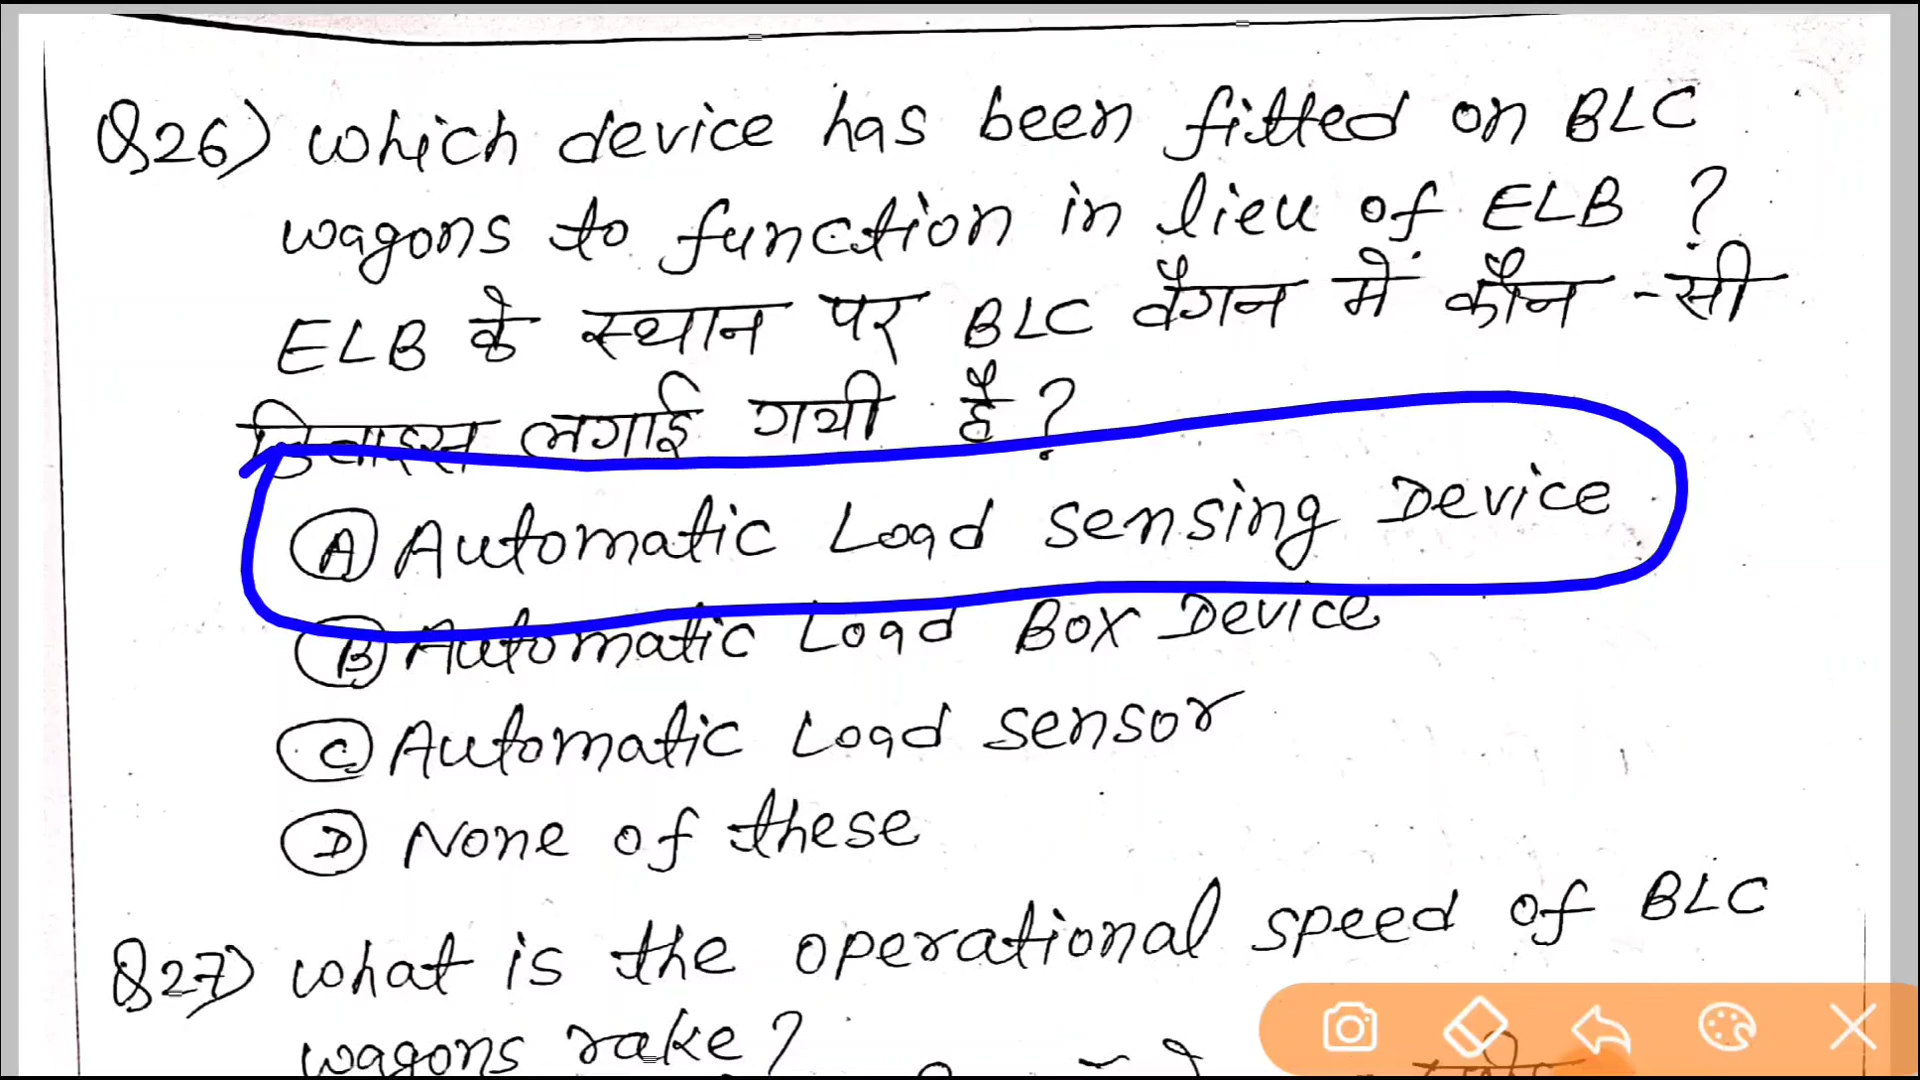 Q26) Which device has been fitted on BLC
wagons to function in lieu of ELB ?
ELB के स्थान पर BLC वैगन में कौन -सी
डिवाइस लगाई गयी है ?
(A) Automatic Load Sensing Device
(B) Automatic Load Box Device
(C) Automatic Load Sensor
(D) None of these
Q27) What is the operational speed of BLC
wagons rake ?